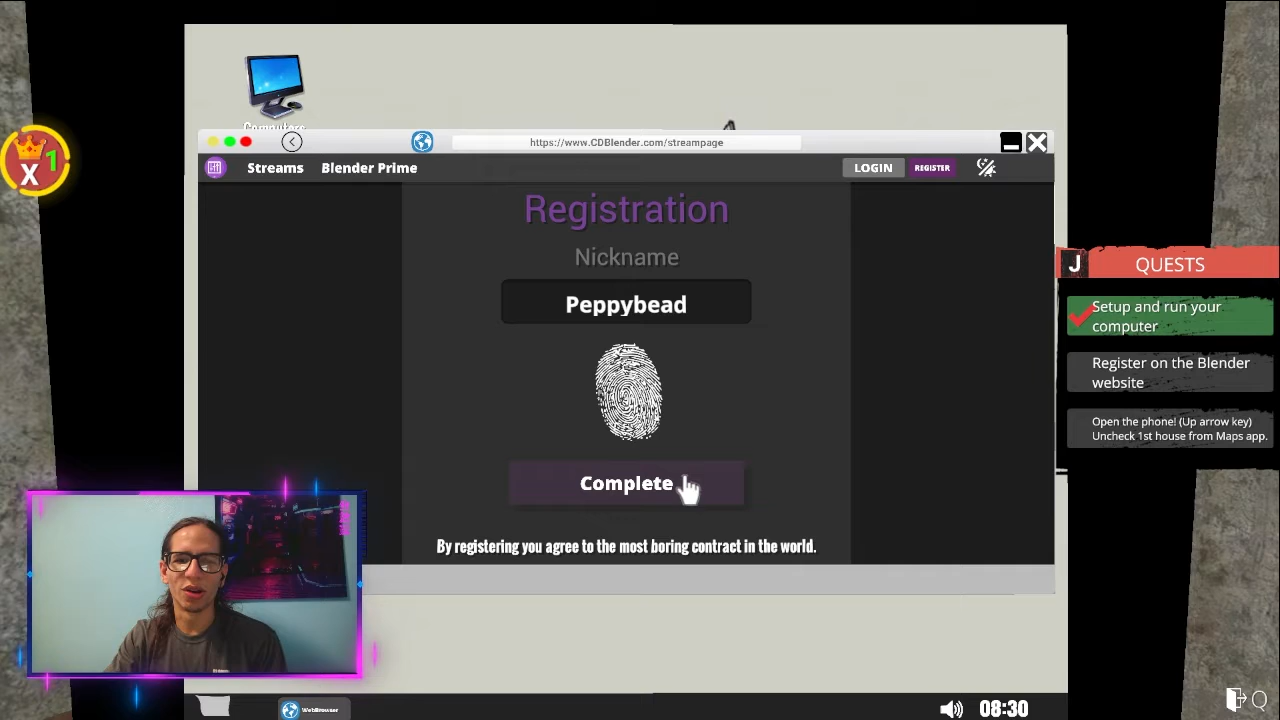 Computers
https://www.CDBlender.com/streampage
Streams
Blender Prime
LOGIN
REGISTER
Registration
Nickname
Peppybead
Complete
By registering you agree to the most boring contract in the world.
X 1
J
QUESTS
Setup and run your
computer
Register on the Blender
website
Open the phone! (Up arrow key)
Uncheck 1st house from Maps app.
WebBrowser
08:30
Q